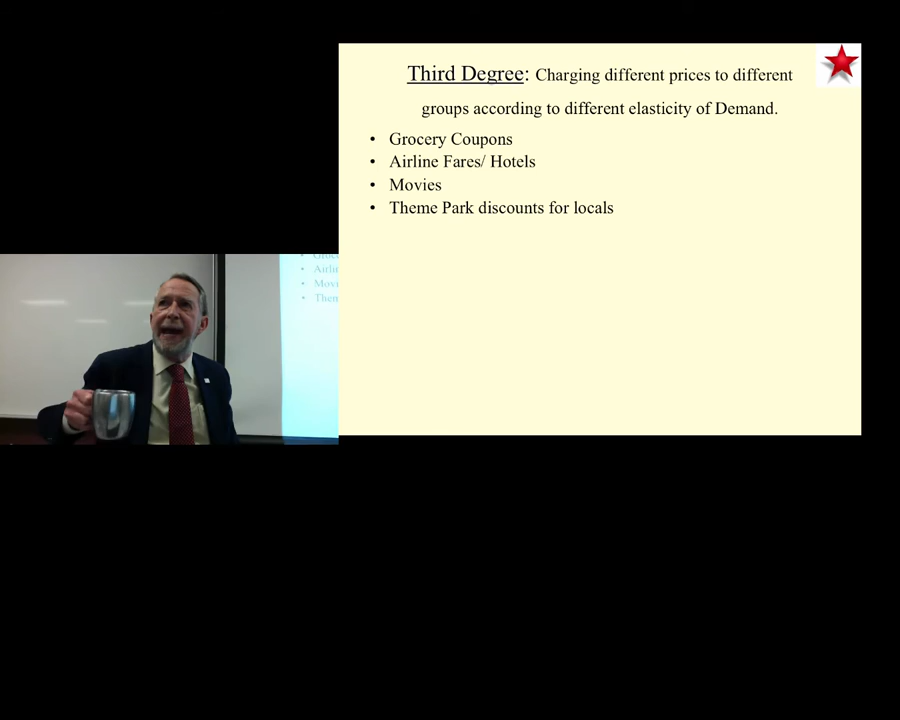 Third Degree: Charging different prices to different
groups according to different elasticity of Demand.
• Grocery Coupons
• Airline Fares/ Hotels
• Movies
• Theme Park discounts for locals